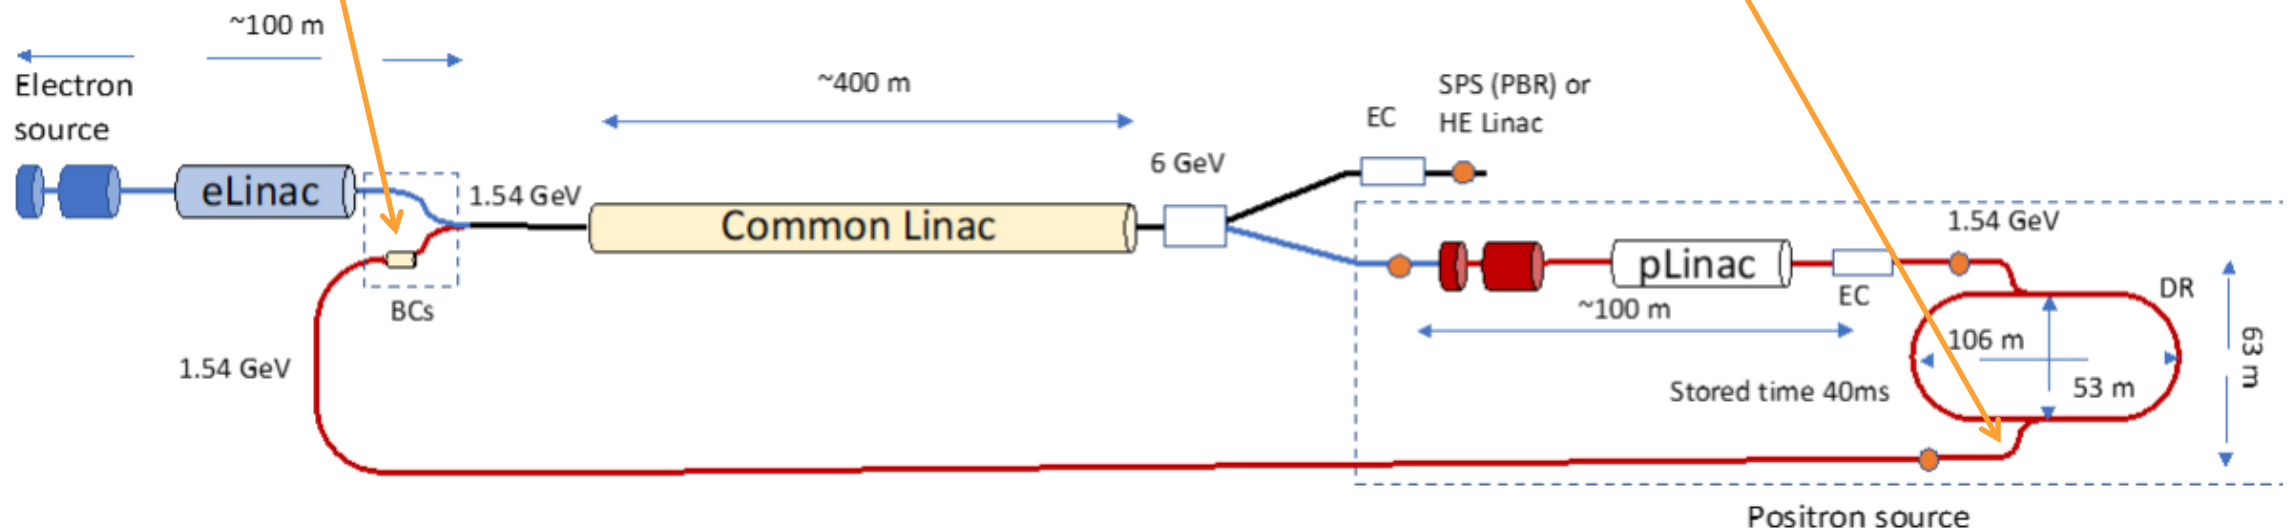 ~100 m
Electron
source
eLinac
BCs
1.54 GeV
1.54 GeV
~400 m
Common Linac
6 GeV
EC
SPS (PBR) or
HE Linac
pLinac
~100 m
EC
1.54 GeV
DR
106 m
53 m
63 m
Stored time 40ms
Positron source